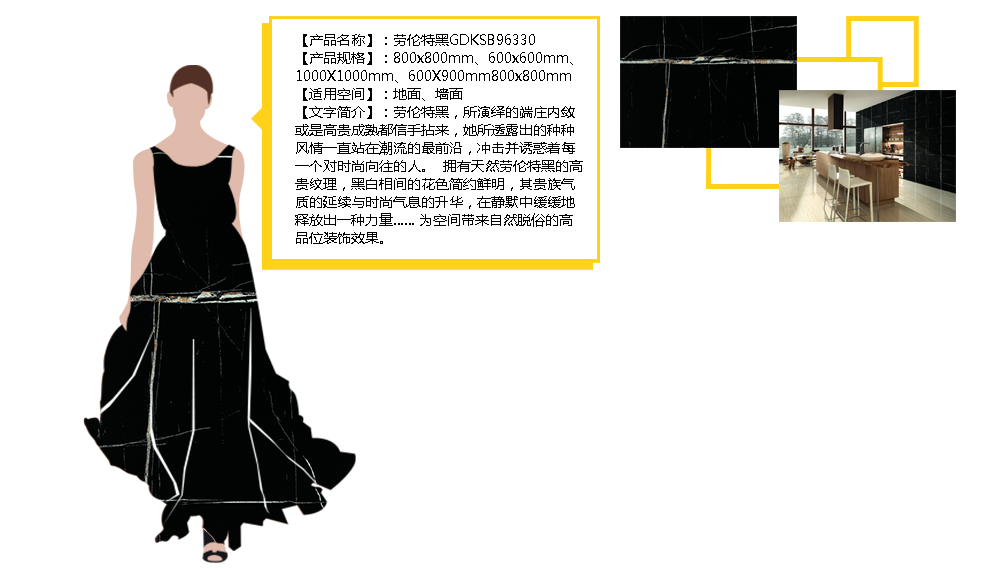 【产品名称】：劳伦特黑GDKSB96330
【产品规格】：800x800mm、600x600mm、
1000X1000mm、600X900mm800x800mm
【适用空间】：地面、墙面
【文字简介】：劳伦特黑，所演绎的端庄内敛
或是高贵成熟都信手拈来，她所透露出的种种
风情一直站在潮流的最前沿，冲击并诱惑着每
一个对时尚向往的人。 拥有天然劳伦特黑的高
贵纹理，黑白相间的花色简约鲜明，其贵族气
质的延续与时尚气息的升华，在静默中缓缓地
释放出一种力量...... 为空间带来自然脱俗的高
品位装饰效果。